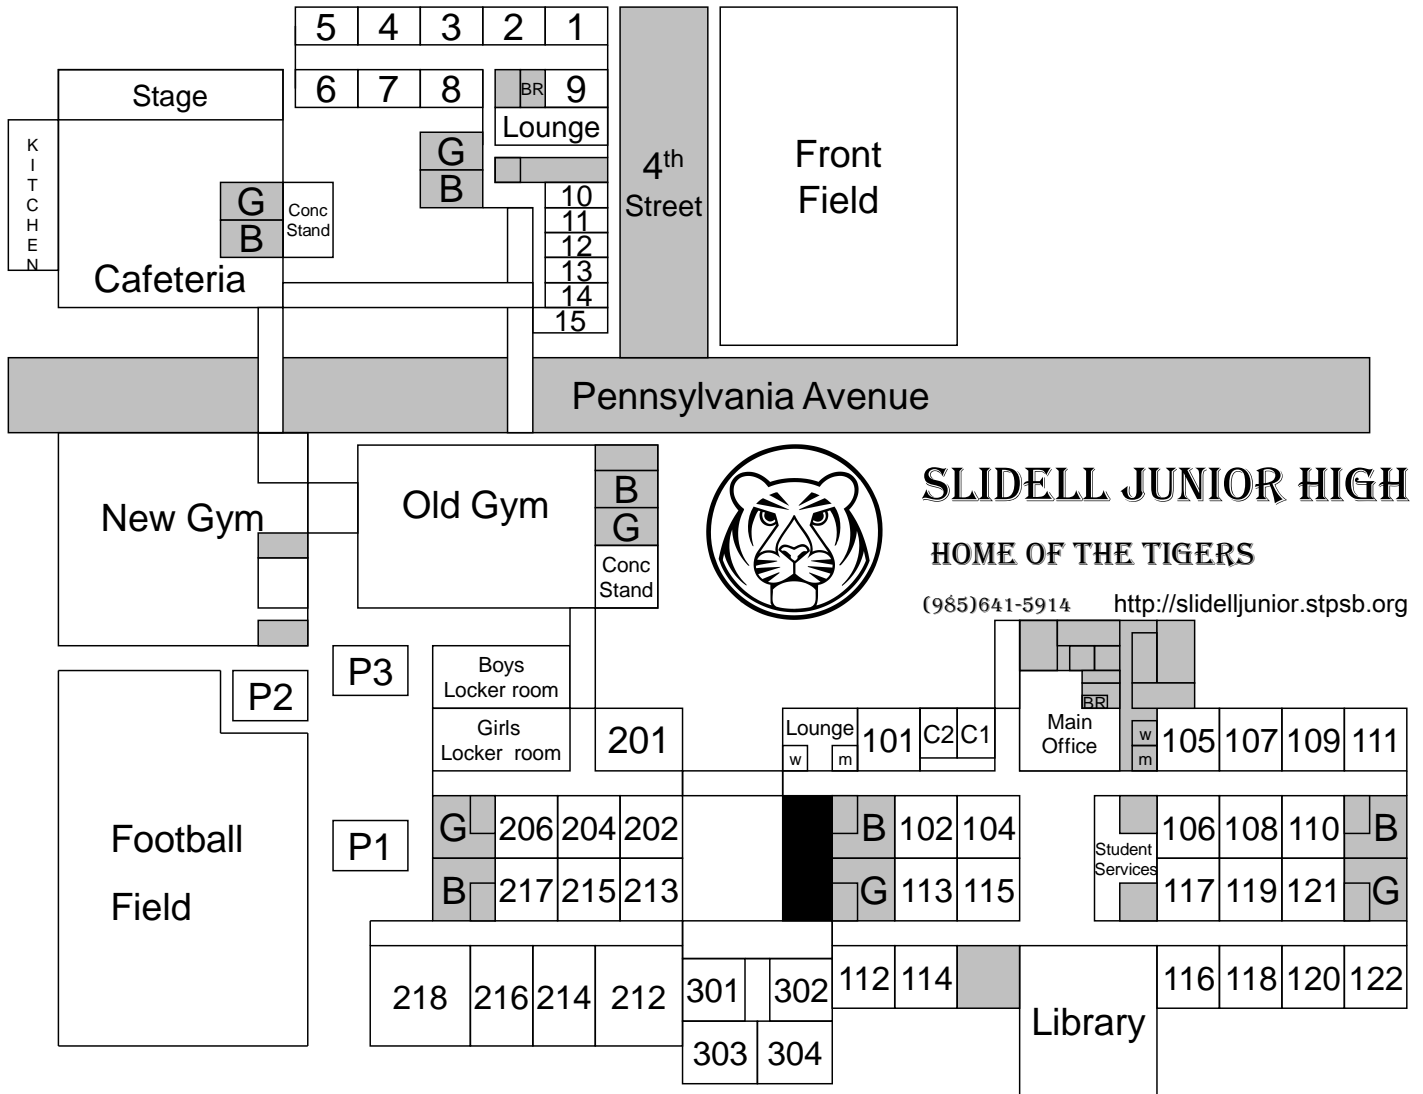 5 4 3 2 1
6 7 8 BR 9
Stage
Lounge
KITCHEN
G
B
4th
Street
Front
Field
G
B
Conc
Stand
10
11
12
13
14
15
Cafeteria
Pennsylvania Avenue
New Gym
Old Gym
B
G
Conc
Stand
SLIDELL JUNIOR HIGH
HOME OF THE TIGERS
(985)641-5914 http://slidelljunior.stpsb.org
P3
P2
Boys
Locker room
Girls
Locker room
201
Lounge
w m
101 C2 C1
BR
Main
Office
w
m
105 107 109 111
Football
Field
P1
G 206 204 202
B 217 215 213
B 102 104
G 113 115
Student
Services
106 108 110 B
117 119 121 G
218 216 214 212
301 302
303 304
112 114
Library
116 118 120 122